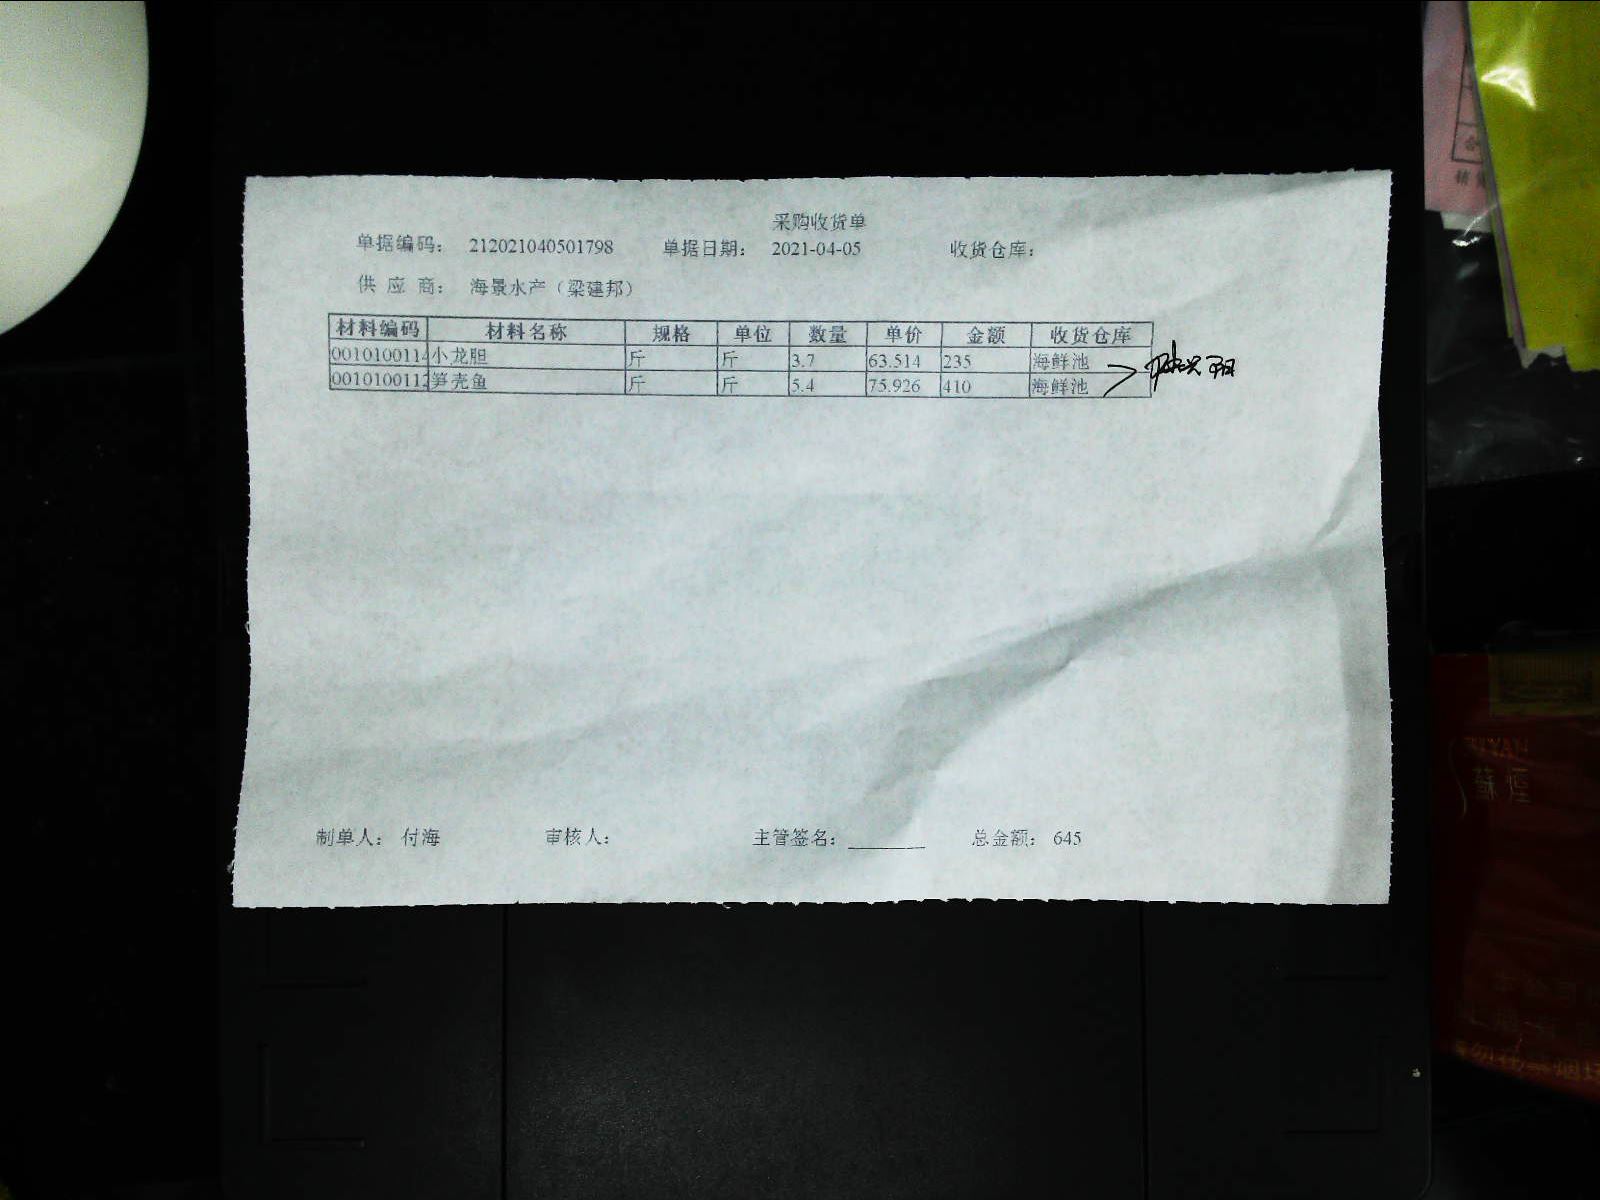 采购收货单
单据编码: 212021040501798 单据日期: 2021-04-05 收货仓库:
供 应 商: 海景水产（梁建邦）
材料编码 材料名称 规格 单位 数量 单价 金额 收货仓库
0010100114 小龙胆 斤 斤 3.7 63.514 235 海鲜池
0010100112 笋壳鱼 斤 斤 5.4 75.926 410 海鲜池
制单人: 付海 审核人: 主管签名: 总金额: 645
蘇 煙